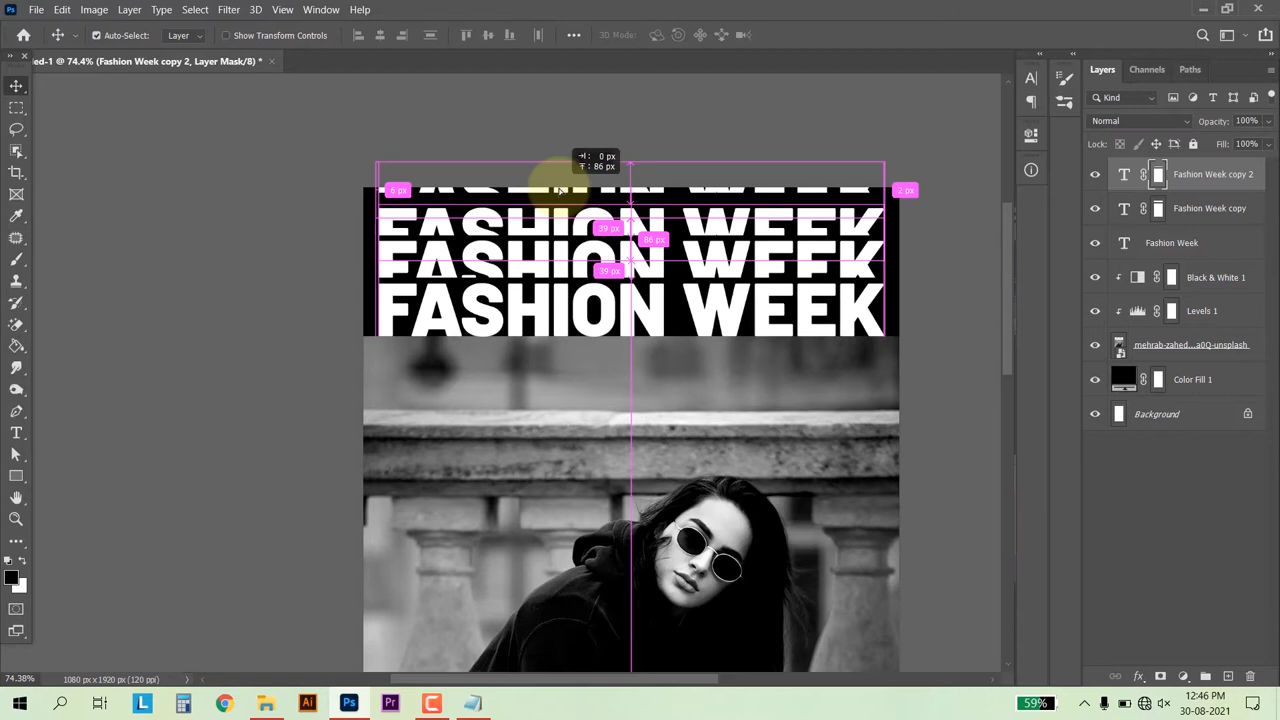 Ps File Edit Image Layer Type Select Filter 3D View Window Help
Auto-Select: Layer Show Transform Controls 3D Mode:
ed-1 @ 74.4% (Fashion Week copy 2, Layer Mask/8) *
Layers Channels Paths
Kind
Normal Opacity: 100%
Lock: Fill: 100%
Fashion Week copy 2
Fashion Week copy
Fashion Week
Black & White 1
Levels 1
mehrab-zahed...a0Q-unsplash
Color Fill 1
Background
0 px
86 px
6 px
2 px
FASHION WEEK
FASHION WEEK
39 px
86 px
FASHION WEEK
39 px
FASHION WEEK
74.38% 1080 px x 1920 px (120 ppi)
L Ai Ps Pr C
59%
12:46 PM
30-08-2021